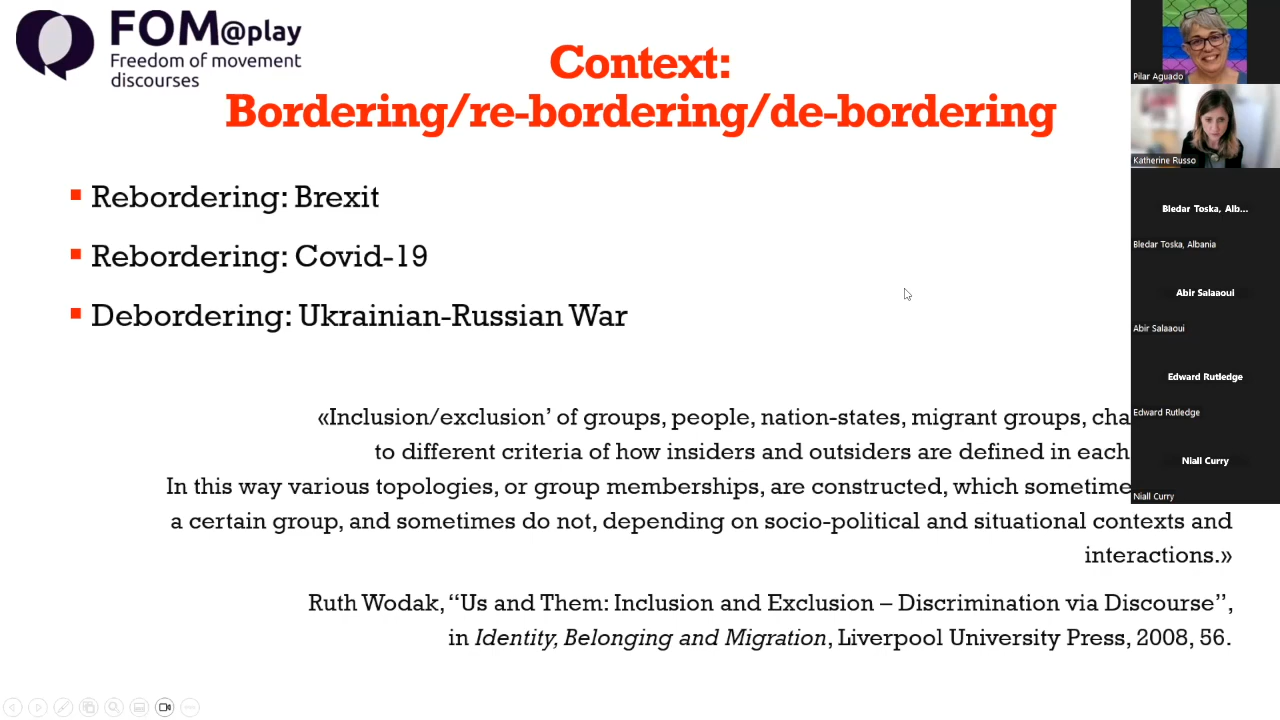 FOM@play
Freedom of movement
discourses
Context:
Bordering/re-bordering/de-bordering
Rebordering: Brexit
Rebordering: Covid-19
Debordering: Ukrainian-Russian War
«Inclusion/exclusion’ of groups, people, nation-states, migrant groups,
to different criteria of how insiders and outsiders are defined in each
In this way various topologies, or group memberships, are constructed, which
a certain group, and sometimes do not, depending on socio-political and situational contexts and
interactions.»
Ruth Wodak, “Us and Them: Inclusion and Exclusion – Discrimination via Discourse”,
in Identity, Belonging and Migration, Liverpool University Press, 2008, 56.
Pilar Aguado
Katherine Russo
Bledar Toska, Alb...
Bledar Toska, Albania
Abir Salaaoui
Abir Salaaoui
Edward Rutledge
Edward Rutledge
Niall Curry
Niall Curry